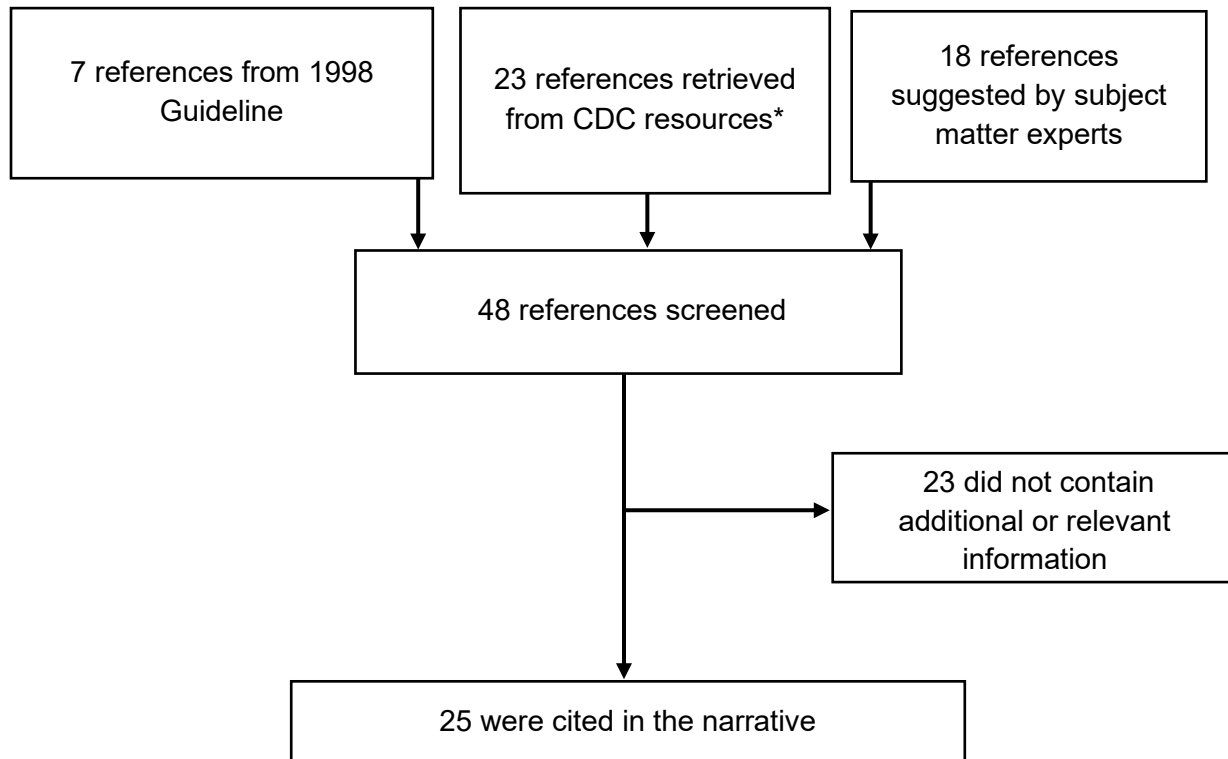 7 references from 1998
Guideline
23 references retrieved
from CDC resources*
18 references
suggested by subject
matter experts
48 references screened
23 did not contain
additional or relevant
information
25 were cited in the narrative